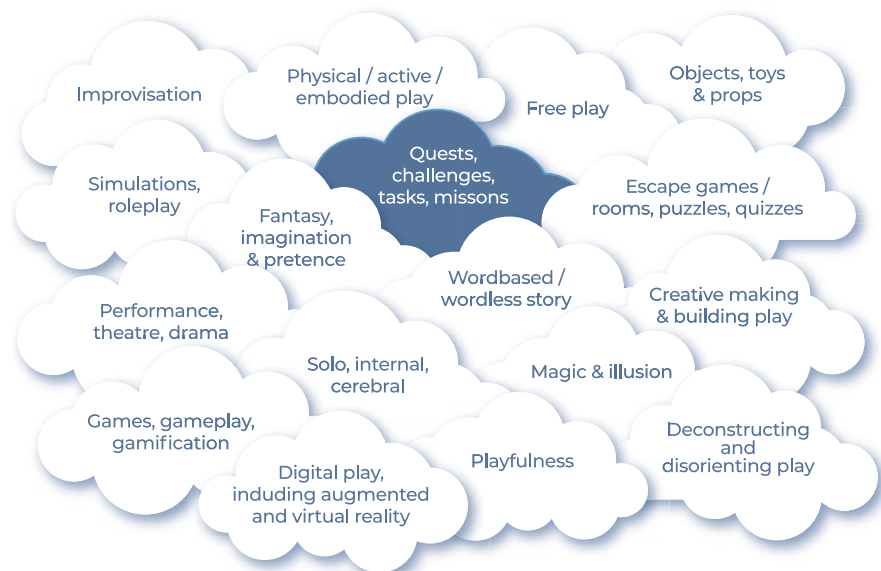 Improvisation
Physical / active /
embodied play
Free play
Objects, toys
& props
Simulations,
roleplay
Fantasy,
imagination
& pretence
Quests,
challenges,
tasks, missons
Escape games /
rooms, puzzles, quizzes
Performance,
theatre, drama
Wordbased /
wordless story
Creative making
& building play
Solo, internal,
cerebral
Magic & illusion
Games, gameplay,
gamification
Digital play,
including augmented
and virtual reality
Playfulness
Deconstructing
and
disorienting play